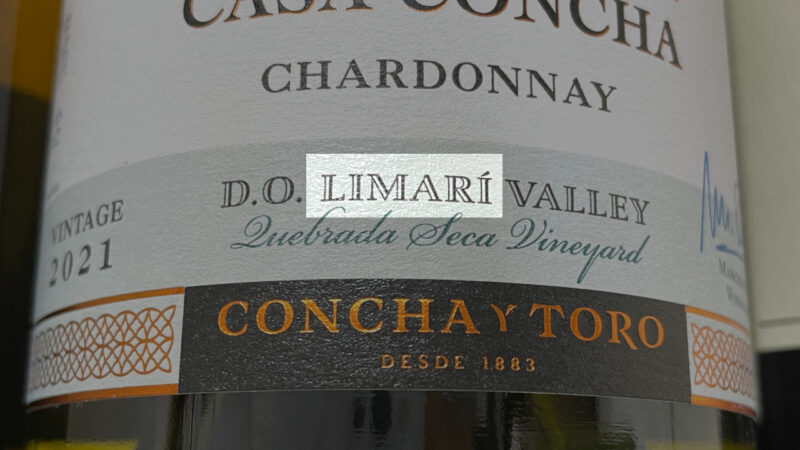 CASA CONCHA
CHARDONNAY
D.O. LIMARÍ VALLEY
Quebrada Seca Vineyard
VINTAGE
2021
CONCHA Y TORO
DESDE 1883